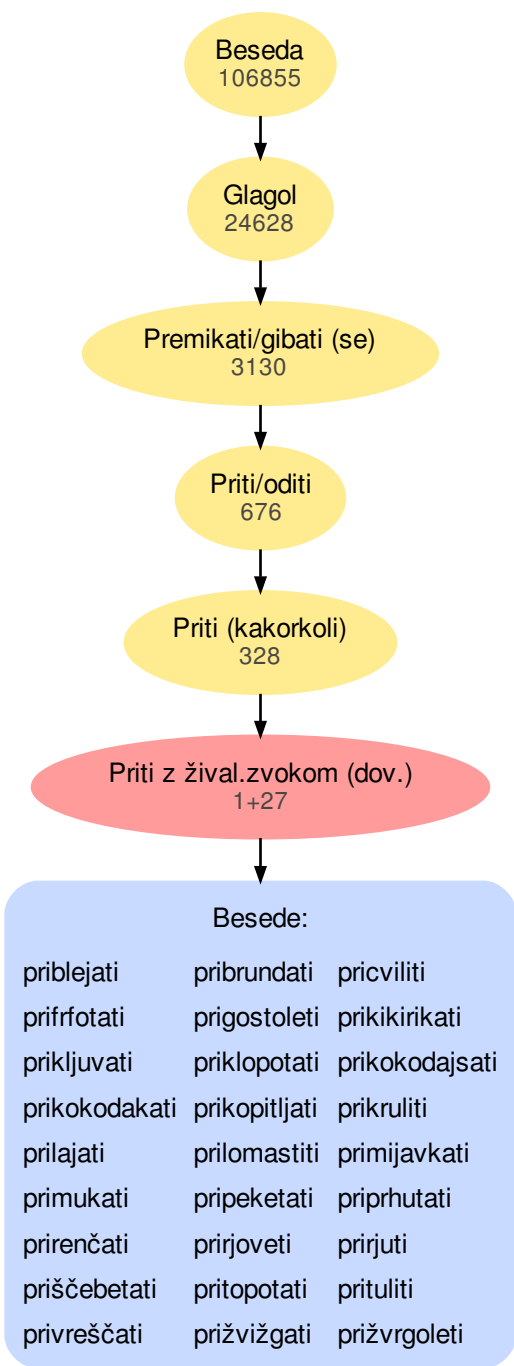 Beseda
106855
Glagol
24628
Premikati/gibati (se)
3130
Priti/oditi
676
Priti (kakorkoli)
328
Priti z žival.zvokom (dov.)
1+27
Besede:
priblejati pribrundati pricviliti
prifrfotati prigostoleti prikikirikati
prikljuvati priklopotati prikokodajsati
prikokodakati prikopitljati prikruliti
prilajati prilomastiti primijavkati
primukati pripeketati priprhutati
prirenčati prirjoveti prirjuti
priščebetati pritopotati prituliti
privreščati prižvižgati prižvrgoleti